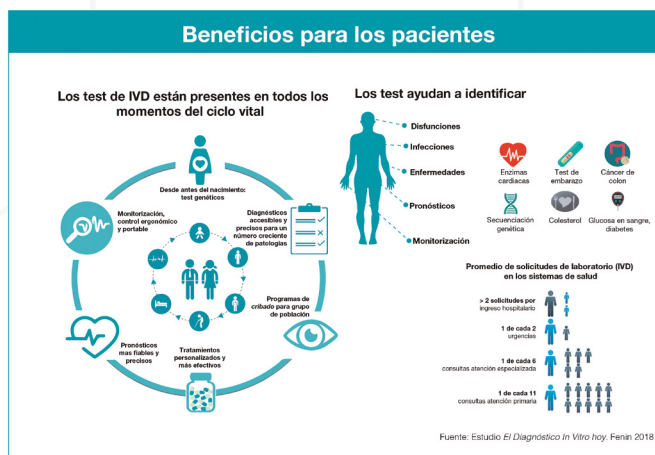 Beneficios para los pacientes
Los test de IVD están presentes en todos los
momentos del ciclo vital
Desde antes del nacimiento:
test genéticos
Diagnósticos
accesibles y
precisos para un
número creciente
de patologías
Programas de
cribado para grupo
de población
Tratamientos
personalizados y
más efectivos
Pronósticos
mas fiables y
precisos
Monitorización,
control ergonómico
y portable
Los test ayudan a identificar
Disfunciones
Infecciones
Enfermedades
Pronósticos
Monitorización
Enzimas
cardiacas
Test de
embarazo
Cáncer de
colon
Secuenciación
genética
Colesterol
Glucosa en sangre,
diabetes
Promedio de solicitudes de laboratorio (IVD)
en los sistemas de salud
> 2 solicitudes por
ingreso hospitalario
1 de cada 2
urgencias
1 de cada 6
consultas atención especializada
1 de cada 11
consultas atención primaria
Fuente: Estudio El Diagnóstico In Vitro hoy. Fenin 2018